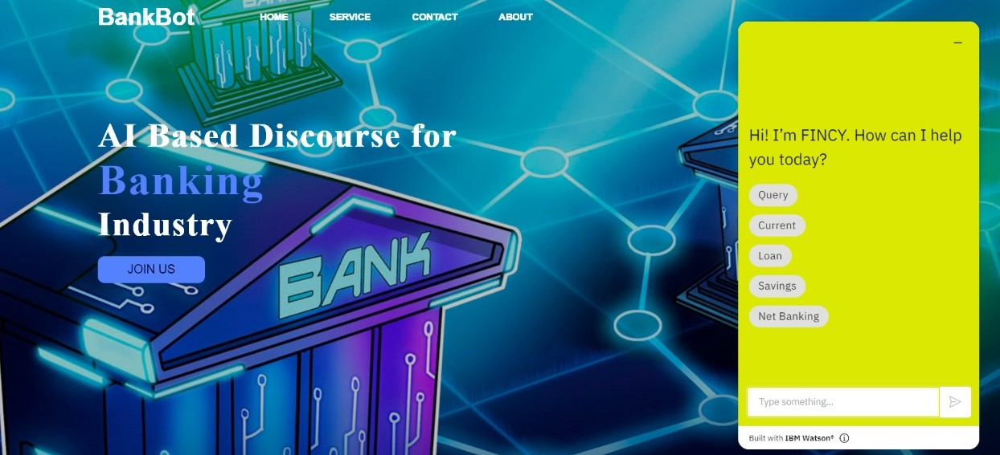 BankBot
HOME SERVICE CONTACT ABOUT
AI Based Discourse for
Banking
Industry
JOIN US
BANK
Hi! I’m FINCY. How can I help
you today?
Query
Current
Loan
Savings
Net Banking
Type something...
Built with IBM Watson®